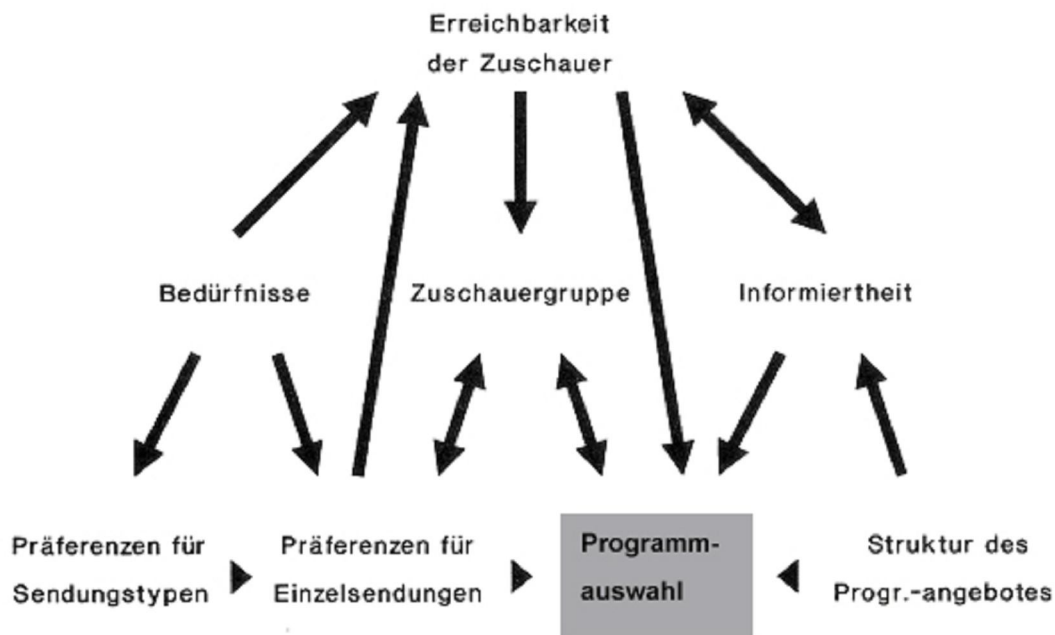 Erreichbarkeit
der Zuschauer
Bedürfnisse
Zuschauergruppe
Informiertheit
Präferenzen für
Sendungstypen
Präferenzen für
Einzelsendungen
Programm-
auswahl
Struktur des
Progr.-angebotes